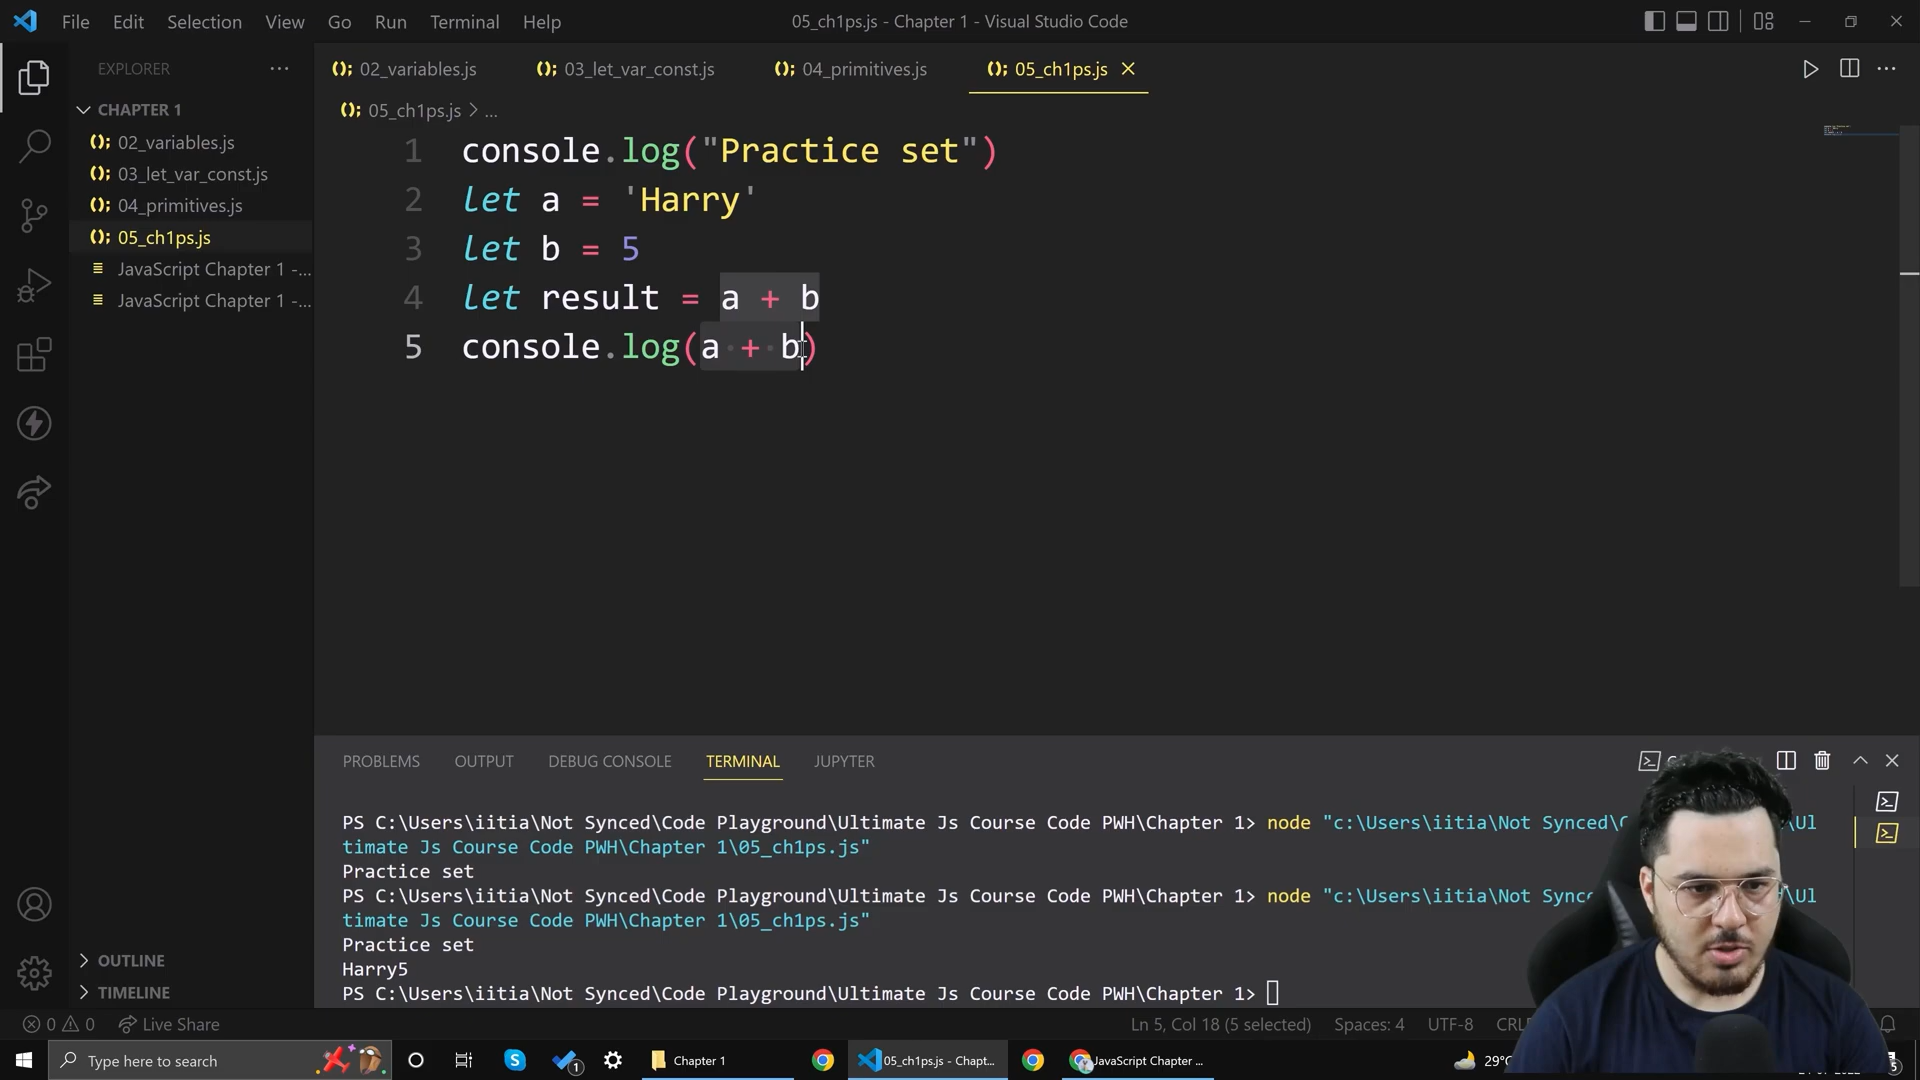 File Edit Selection View Go Run Terminal Help
05_ch1ps.js - Chapter 1 - Visual Studio Code
EXPLORER
CHAPTER 1
02_variables.js
03_let_var_const.js
04_primitives.js
05_ch1ps.js
JavaScript Chapter 1 -...
JavaScript Chapter 1 -...
OUTLINE
TIMELINE
02_variables.js 03_let_var_const.js 04_primitives.js 05_ch1ps.js
05_ch1ps.js > ...
1 console.log("Practice set")
2 let a = 'Harry'
3 let b = 5
4 let result = a + b
5 console.log(a + b)
PROBLEMS OUTPUT DEBUG CONSOLE TERMINAL JUPYTER
PS C:\Users\iitia\Not Synced\Code Playground\Ultimate Js Course Code PWH\Chapter 1> node "c:\Users\iitia\Not Synced\ \Ul
timate Js Course Code PWH\Chapter 1\05_ch1ps.js"
Practice set
PS C:\Users\iitia\Not Synced\Code Playground\Ultimate Js Course Code PWH\Chapter 1> node "c:\Users\iitia\Not \Ul
timate Js Course Code PWH\Chapter 1\05_ch1ps.js"
Practice set
Harry5
PS C:\Users\iitia\Not Synced\Code Playground\Ultimate Js Course Code PWH\Chapter 1>
0 0 Live Share Ln 5, Col 18 (5 selected) Spaces: 4 UTF-8
Type here to search 1 Chapter 1 05_ch1ps.js - Chapt... JavaScript Chapter ... 29°C 5